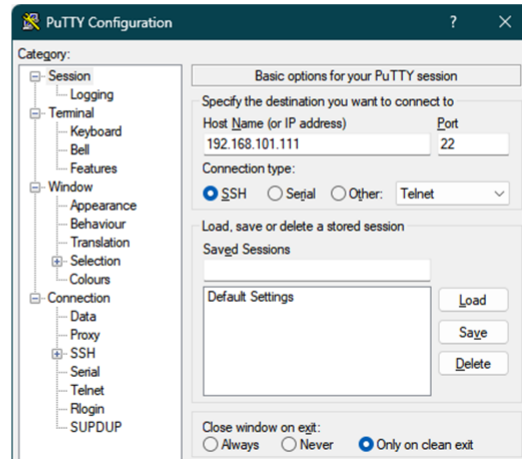 PuTTY Configuration
?
Category:
Session
Logging
Terminal
Keyboard
Bell
Features
Window
Appearance
Behaviour
Translation
Selection
Colours
Connection
Data
Proxy
SSH
Serial
Telnet
Rlogin
SUPDUP
Basic options for your PuTTY session
Specify the destination you want to connect to
Host Name (or IP address) Port
192.168.101.111 22
Connection type:
SSH Serial Other: Telnet
Load, save or delete a stored session
Saved Sessions
Default Settings
Load
Save
Delete
Close window on exit:
Always Never Only on clean exit